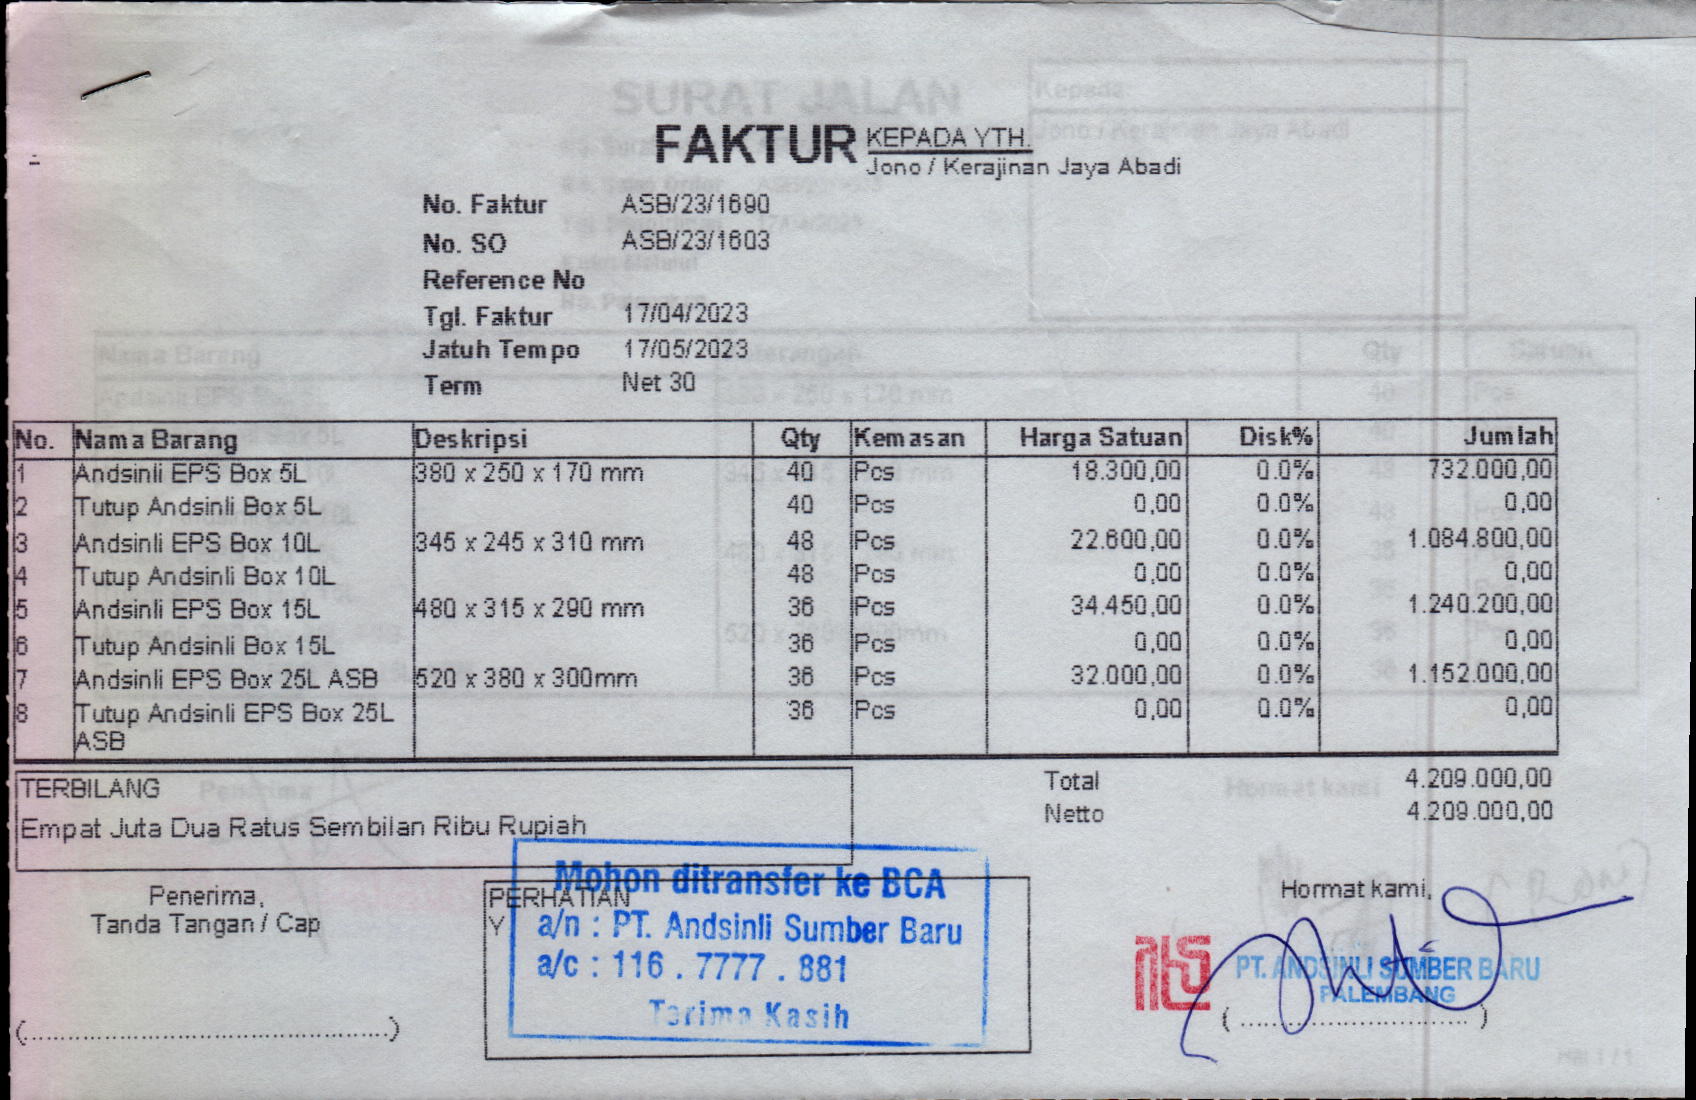 FAKTUR
KEPADA YTH.
Jono / Kerajinan Jaya Abadi
No. Faktur ASB/23/1690
No. SO ASB/23/1603
Reference No
Tgl. Faktur 17/04/2023
Jatuh Tempo 17/05/2023
Term Net 30
No. Nama Barang Deskripsi Qty Kemasan Harga Satuan Disk% Jumlah
1 Andsinli EPS Box 5L 380 x 250 x 170 mm 40 Pcs 18.300,00 0.0% 732.000,00
2 Tutup Andsinli Box 5L 40 Pcs 0,00 0.0% 0,00
3 Andsinli EPS Box 10L 345 x 245 x 310 mm 48 Pcs 22.600,00 0.0% 1.084.800,00
4 Tutup Andsinli Box 10L 48 Pcs 0,00 0.0% 0,00
5 Andsinli EPS Box 15L 480 x 315 x 290 mm 36 Pcs 34.450,00 0.0% 1.240.200,00
6 Tutup Andsinli Box 15L 36 Pcs 0,00 0.0% 0,00
7 Andsinli EPS Box 25L ASB 520 x 380 x 300mm 36 Pcs 32.000,00 0.0% 1.152.000,00
8 Tutup Andsinli EPS Box 25L 36 Pcs 0,00 0.0% 0,00
ASB
TERBILANG
Empat Juta Dua Ratus Sembilan Ribu Rupiah
Total 4.209.000,00
Netto 4.209.000,00
Penerima,
Tanda Tangan / Cap
(................................................)
PERHATIAN
Y
Mohon ditransfer ke BCA
a/n : PT. Andsinli Sumber Baru
a/c : 116 . 7777 . 881
Terima Kasih
Hormat kami,
PT. ANDSINLI SUMBER BARU
PALEMBANG
( .............................. )